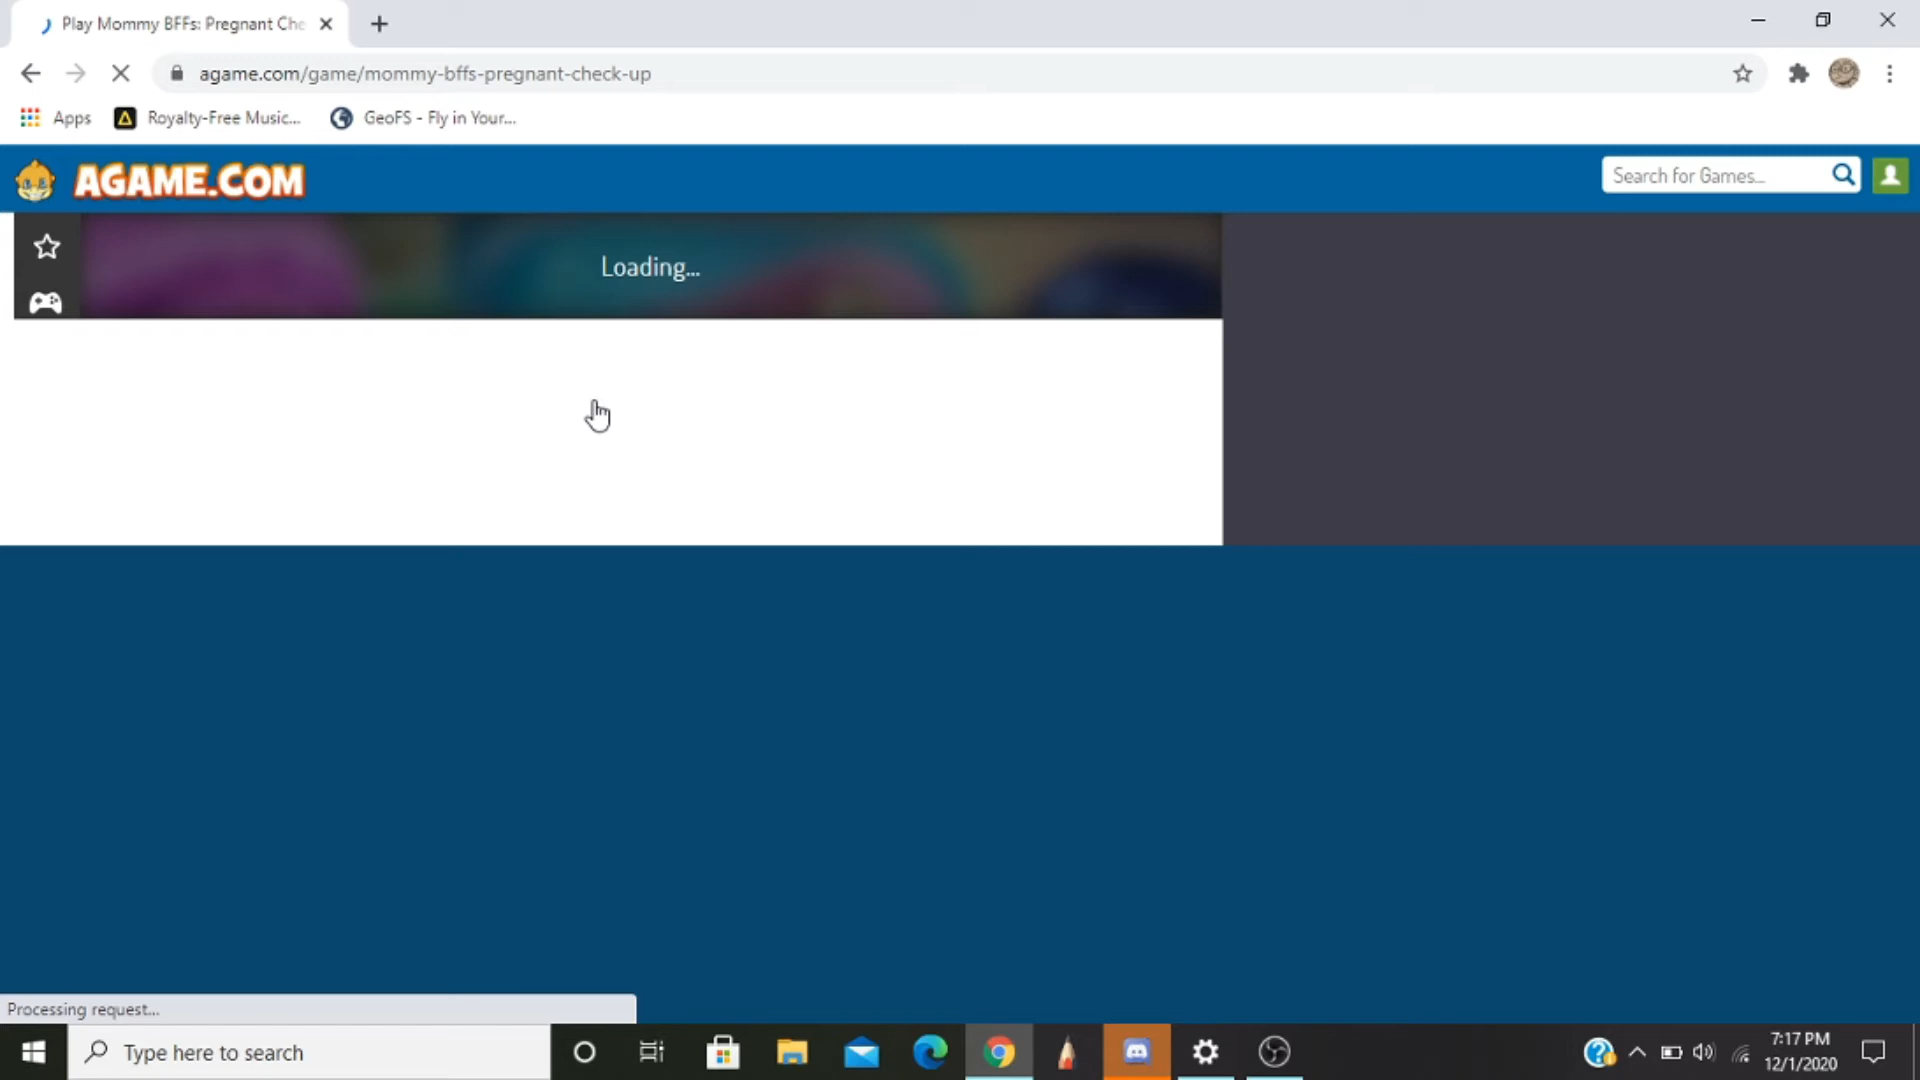 Play Mommy BFFs: Pregnant Che
agame.com/game/mommy-bffs-pregnant-check-up
Apps Royalty-Free Music... GeoFS - Fly in Your...
AGAME.COM Search for Games...
Loading...
Processing request...
Type here to search
7:17 PM
12/1/2020